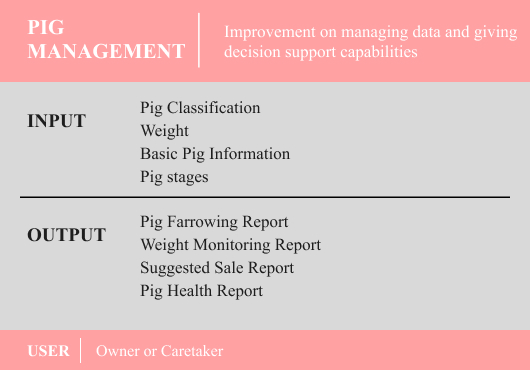 PIG
MANAGEMENT
Improvement on managing data and giving
decision support capabilities
INPUT
Pig Classification
Weight
Basic Pig Information
Pig stages
OUTPUT
Pig Farrowing Report
Weight Monitoring Report
Suggested Sale Report
Pig Health Report
USER
Owner or Caretaker